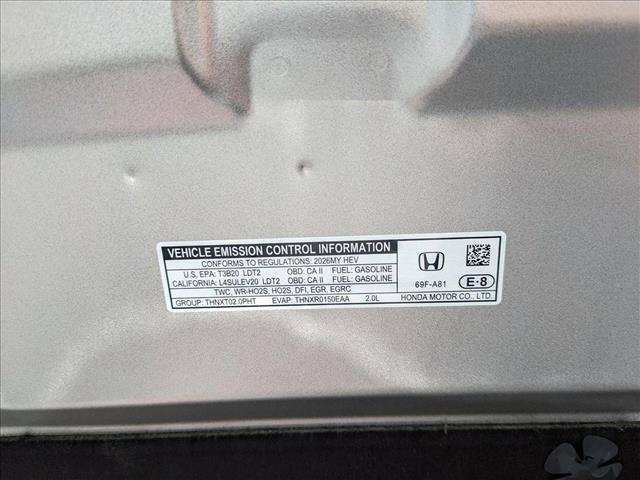 VEHICLE EMISSION CONTROL INFORMATION
CONFORMS TO REGULATIONS: 2026MY HEV
U.S. EPA: T3B20 LDT2 OBD: CA II FUEL: GASOLINE
CALIFORNIA: L4SULEV20 LDT2 OBD: CA II FUEL: GASOLINE
TWC, WR-HO2S, HO2S, DFI, EGR, EGRC
GROUP: THNXT02.0PHT EVAP: THNXR0150EAA 2.0L
69F-A81
E•8
HONDA MOTOR CO., LTD.